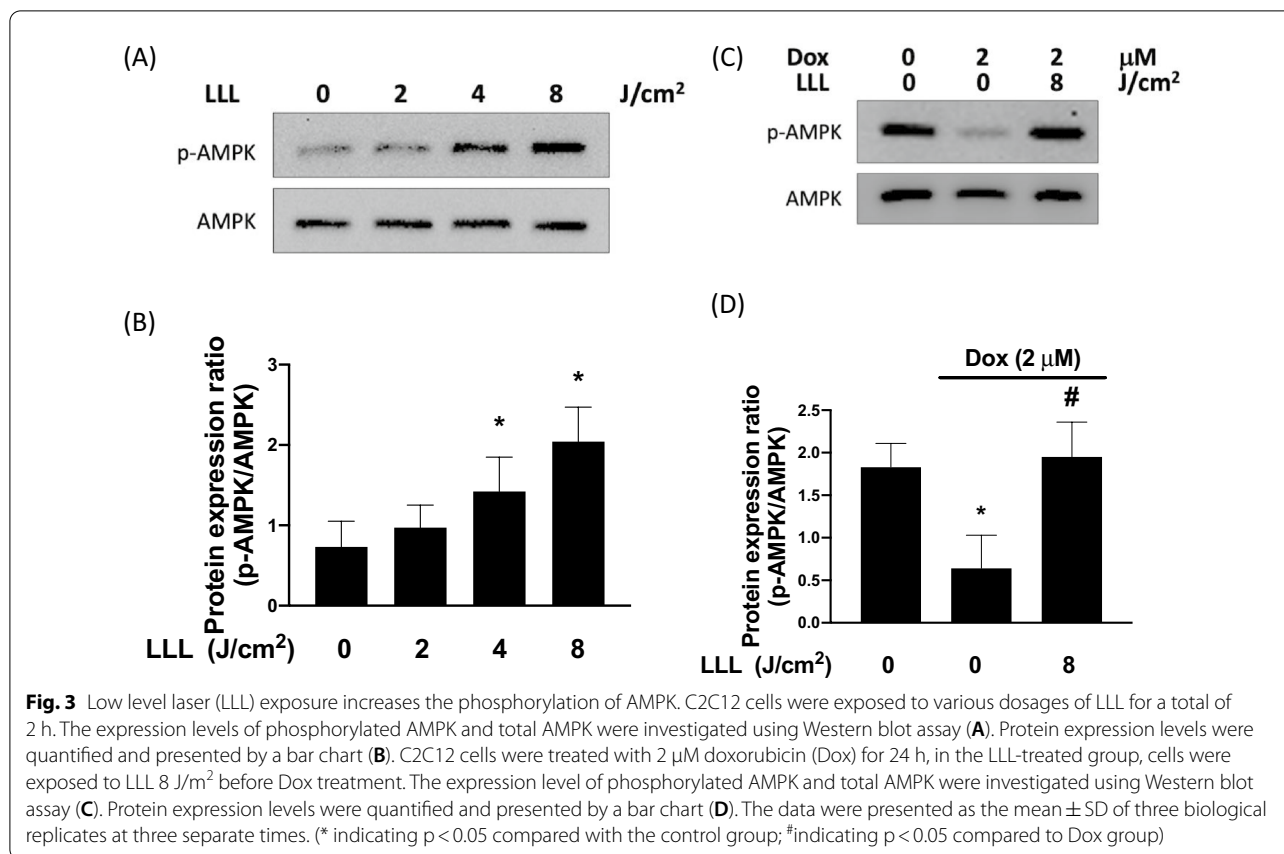 (A)
LLL 0 2 4 8 J/cm²
p-AMPK
AMPK
(B)
Protein expression ratio
(p-AMPK/AMPK)
3
2
1
0
* *
LLL (J/cm²) 0 2 4 8
(C)
Dox 0 2 2 μM
LLL 0 0 8 J/cm²
p-AMPK
AMPK
(D)
Dox (2 μM)
Protein expression ratio
(p-AMPK/AMPK)
2.5
2.0
1.5
1.0
0.5
0.0
* #
LLL (J/cm²) 0 0 8
Fig. 3 Low level laser (LLL) exposure increases the phosphorylation of AMPK. C2C12 cells were exposed to various dosages of LLL for a total of
2 h. The expression levels of phosphorylated AMPK and total AMPK were investigated using Western blot assay (A). Protein expression levels were
quantified and presented by a bar chart (B). C2C12 cells were treated with 2 μM doxorubicin (Dox) for 24 h, in the LLL-treated group, cells were
exposed to LLL 8 J/m² before Dox treatment. The expression level of phosphorylated AMPK and total AMPK were investigated using Western blot
assay (C). Protein expression levels were quantified and presented by a bar chart (D). The data were presented as the mean ± SD of three biological
replicates at three separate times. (* indicating p < 0.05 compared with the control group; #indicating p < 0.05 compared to Dox group)